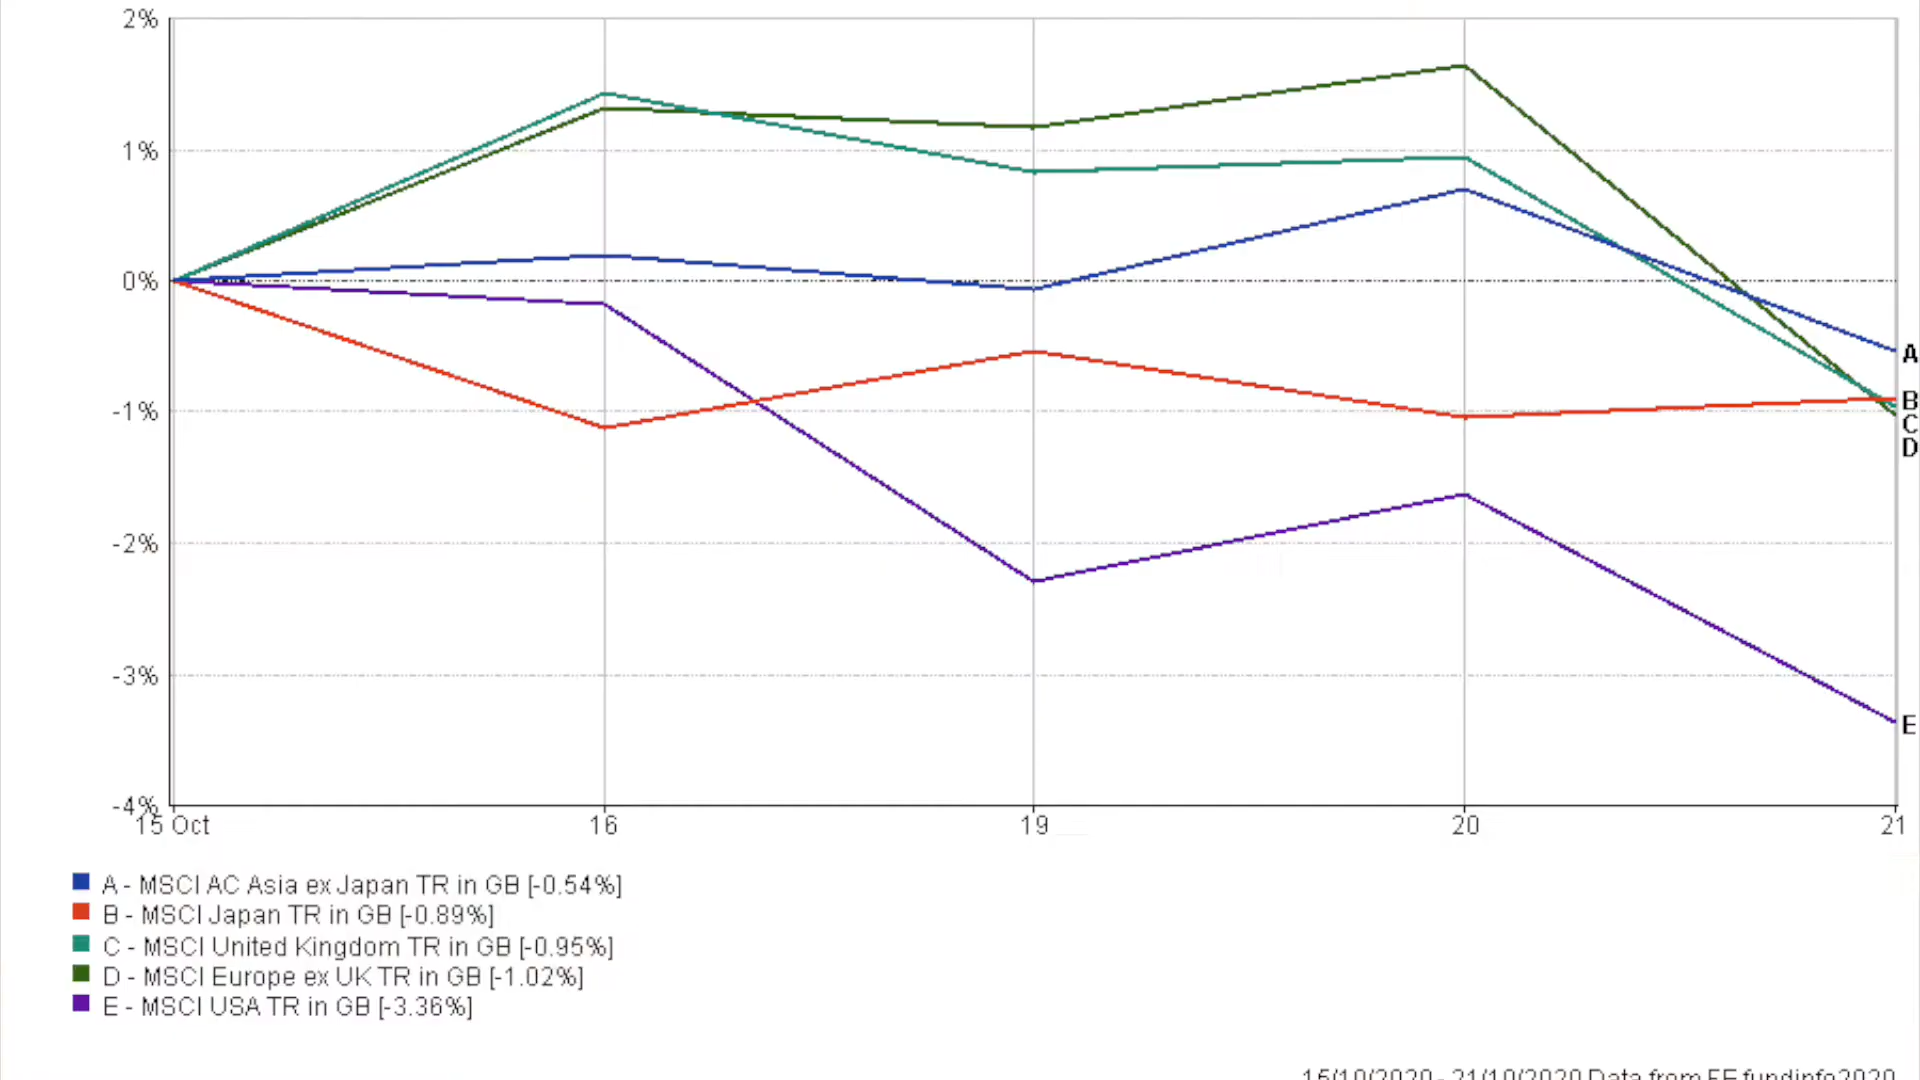 2%
1%
0%
-1%
-2%
-3%
-4%
15 Oct 16 19 20 21
A
B
C
D
E
A - MSCI AC Asia ex Japan TR in GB [-0.54%]
B - MSCI Japan TR in GB [-0.89%]
C - MSCI United Kingdom TR in GB [-0.95%]
D - MSCI Europe ex UK TR in GB [-1.02%]
E - MSCI USA TR in GB [-3.36%]
15/10/2020 - 21/10/2020 Data from FE fundinfo2020